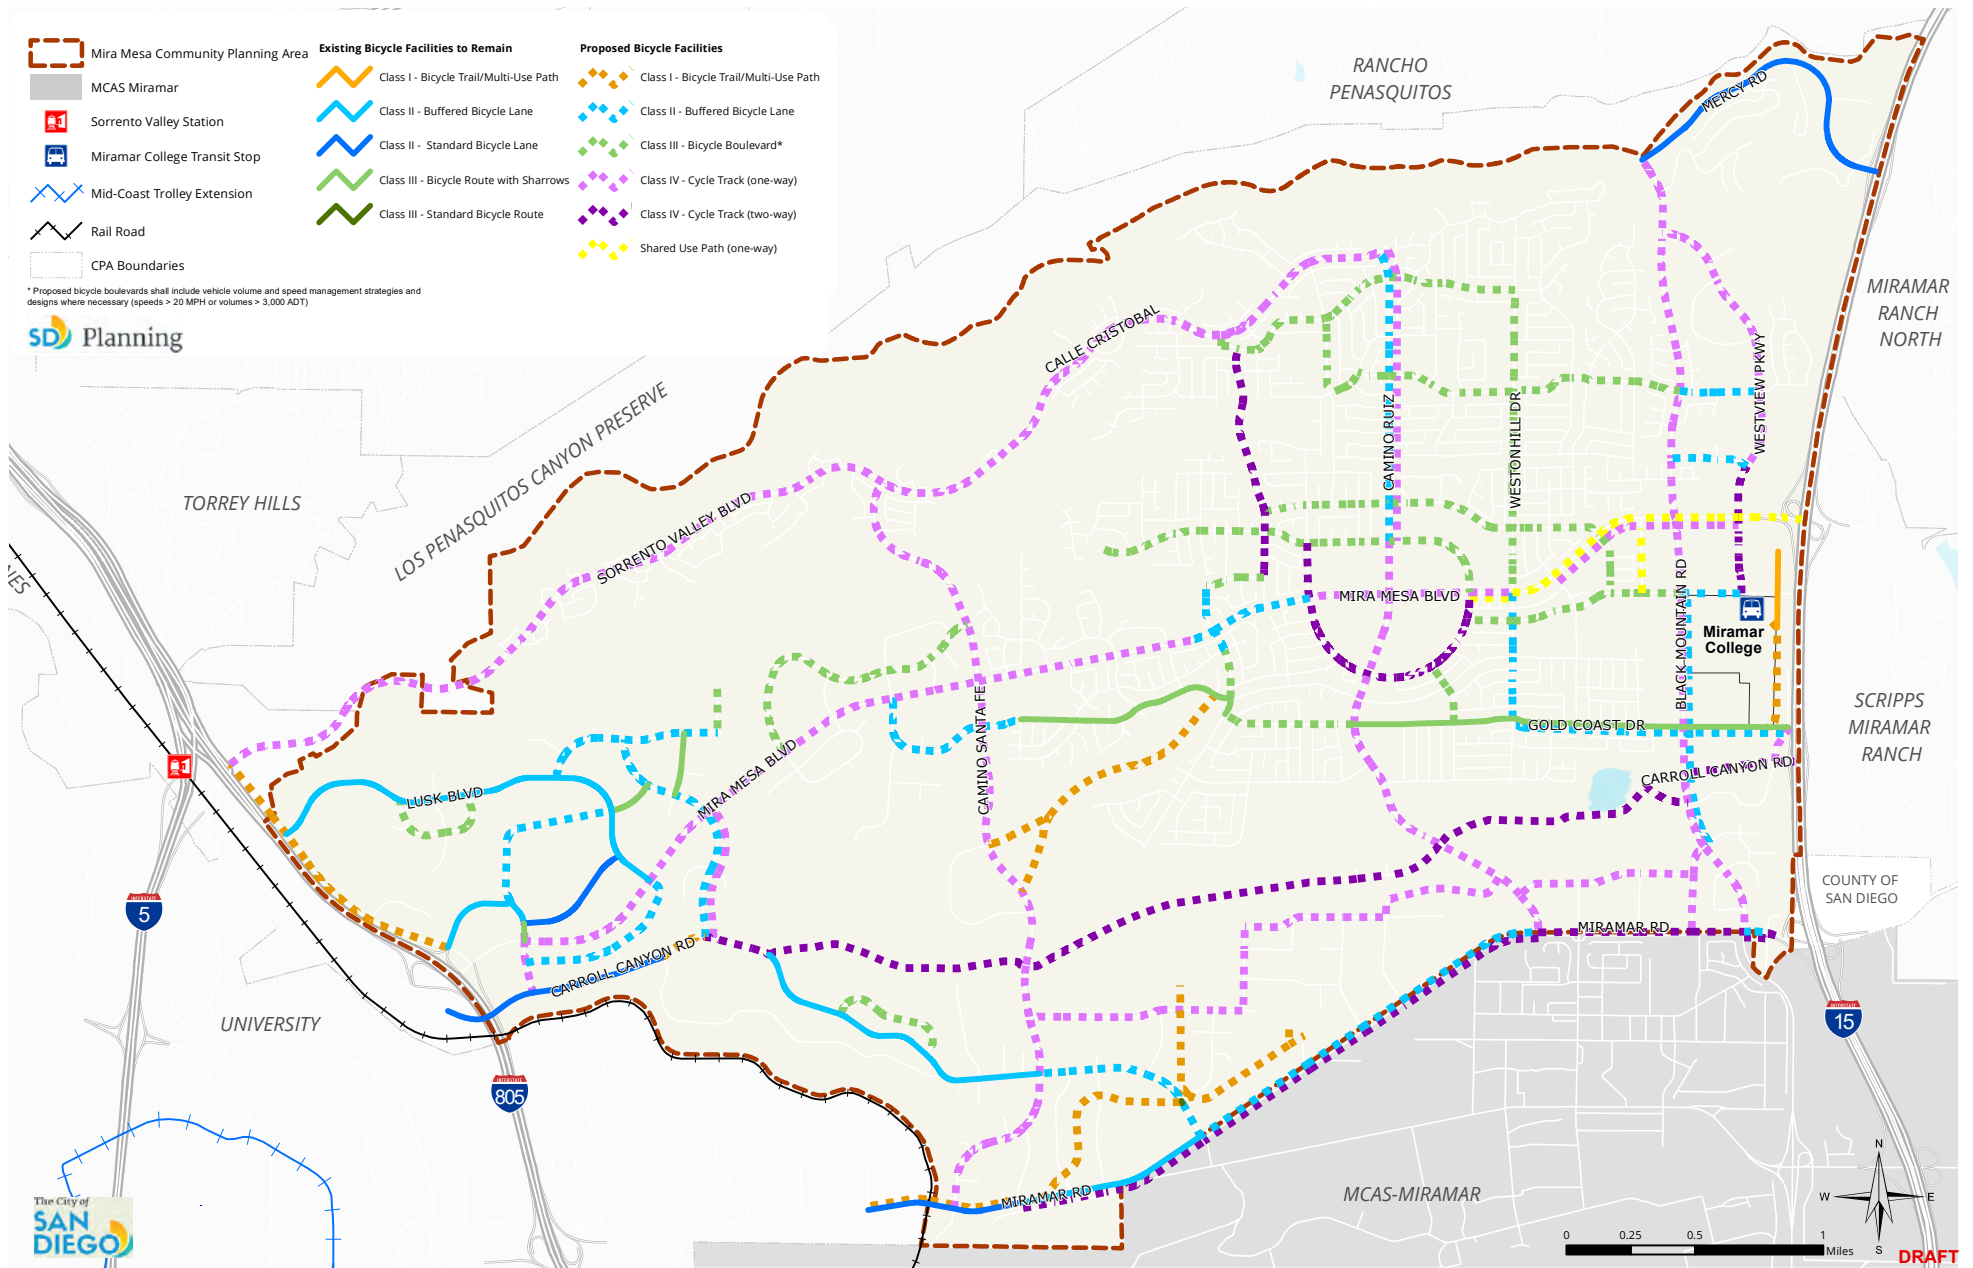 Mira Mesa Community Planning Area
MCAS Miramar
Sorrento Valley Station
Miramar College Transit Stop
Mid-Coast Trolley Extension
Rail Road
CPA Boundaries
Existing Bicycle Facilities to Remain
Class I - Bicycle Trail/Multi-Use Path
Class II - Buffered Bicycle Lane
Class II - Standard Bicycle Lane
Class III - Bicycle Route with Sharrows
Class III - Standard Bicycle Route
Proposed Bicycle Facilities
Class I - Bicycle Trail/Multi-Use Path
Class II - Buffered Bicycle Lane
Class III - Bicycle Boulevard*
Class IV - Cycle Track (one-way)
Class IV - Cycle Track (two-way)
Shared Use Path (one-way)
* Proposed bicycle boulevards shall include vehicle volume and speed management strategies and
designs where necessary (speeds > 20 MPH or volumes > 3,000 ADT)
SD Planning
RANCHO
PENASQUITOS
MERCY RD
MIRAMAR
RANCH
NORTH
CALLE CRISTOBAL
WESTVIEW PKWY
LOS PENASQUITOS CANYON PRESERVE
CAMINO RUIZ
WESTONHILL DR
TORREY HILLS
SORRENTO VALLEY BLVD
NES
MIRA MESA BLVD
BLACK MOUNTAIN RD
Miramar
College
CAMINO SANTA FE
SCRIPPS
MIRAMAR
RANCH
GOLD COAST DR
MIRA MESA BLVD
CARROLL CANYON RD
LUSK BLVD
COUNTY OF
SAN DIEGO
INTERSTATE
5
MIRAMAR RD
CARROLL CANYON RD
UNIVERSITY
INTERSTATE
15
INTERSTATE
805
MIRAMAR RD
MCAS-MIRAMAR
The City of
SAN
DIEGO
N
W
E
S
0
0.25
0.5
1
Miles
DRAFT